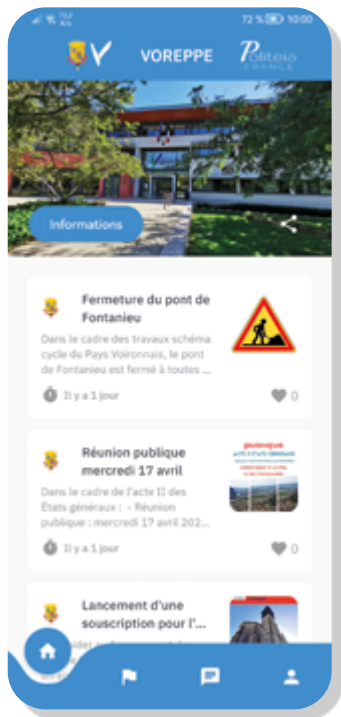 72 % 10:00
VOREPPE
Politeia
FRANCE
Informations
Fermeture du pont de
Fontanieu
Dans le cadre des travaux schéma
cycle du Pays Voironnais, le pont
de Fontanieu est fermé à toutes ...
Il y a 1 jour
0
Réunion publique
mercredi 17 avril
Dans le cadre de l'acte II des
États généraux : - Réunion
publique : mercredi 17 avril 202...
Il y a 1 jour
0
Lancement d'une
souscription pour l'...